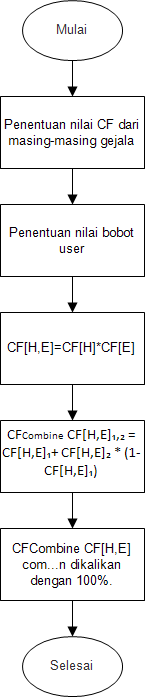 Mulai
Penentuan nilai CF dari
masing-masing gejala
Penentuan nilai bobot
user
CF[H,E]=CF[H]*CF[E]
CFCombine CF[H,E]₁,₂ =
CF[H,E]₁+ CF[H,E]₂ * (1-
CF[H,E]₁)
CFCombine CF[H,E]
com...n dikalikan
dengan 100%.
Selesai